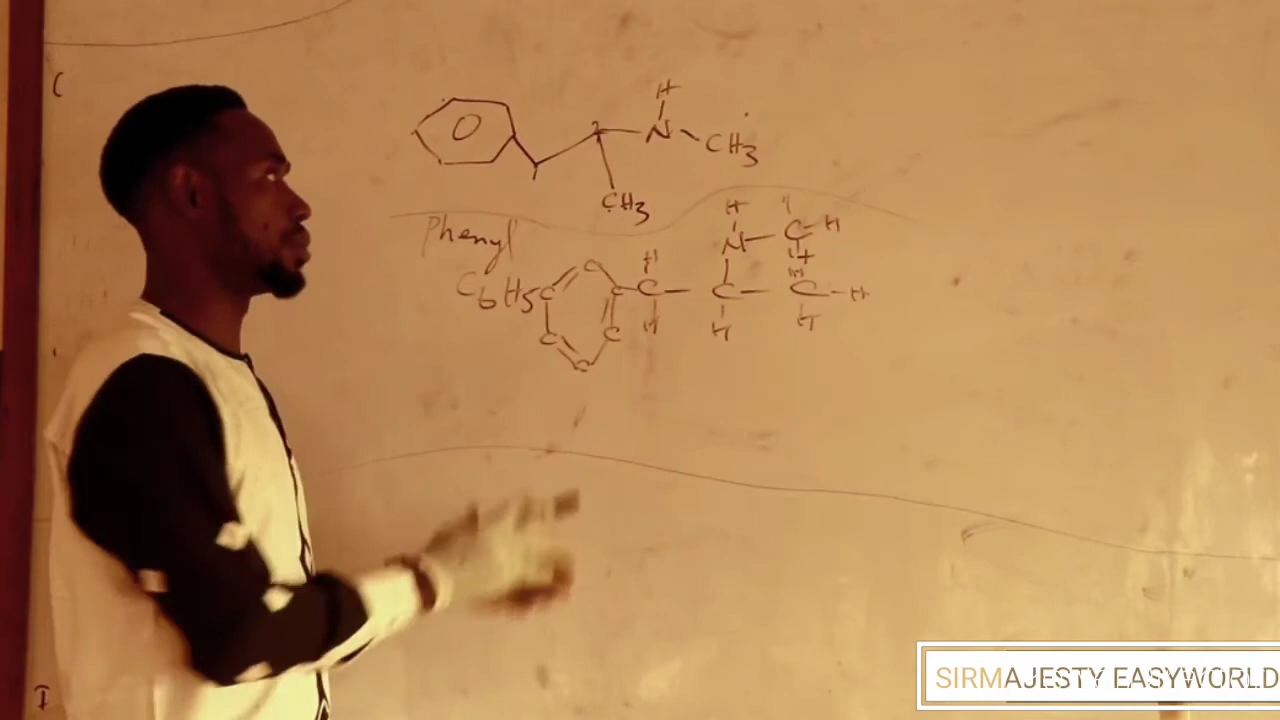 C
H
N CH3
CH3
Phenyl
H H
N C H
H H H
C6H5 C C C C C H
H H H
C C
C
I
SIRMAJESTY EASYWORLD